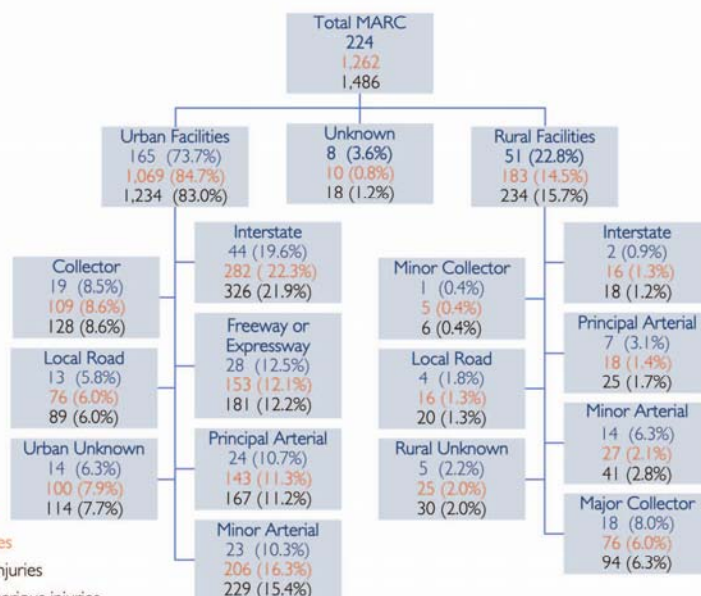 Total MARC
224
1,262
1,486
Urban Facilities
165 (73.7%)
1,069 (84.7%)
1,234 (83.0%)
Unknown
8 (3.6%)
10 (0.8%)
18 (1.2%)
Rural Facilities
51 (22.8%)
183 (14.5%)
234 (15.7%)
Collector
19 (8.5%)
109 (8.6%)
128 (8.6%)
Local Road
13 (5.8%)
76 (6.0%)
89 (6.0%)
Urban Unknown
14 (6.3%)
100 (7.9%)
114 (7.7%)
Interstate
44 (19.6%)
282 ( 22.3%)
326 (21.9%)
Freeway or
Expressway
28 (12.5%)
153 (12.1%)
181 (12.2%)
Principal Arterial
24 (10.7%)
143 (11.3%)
167 (11.2%)
Minor Arterial
23 (10.3%)
206 (16.3%)
229 (15.4%)
Minor Collector
1 (0.4%)
5 (0.4%)
6 (0.4%)
Local Road
4 (1.8%)
16 (1.3%)
20 (1.3%)
Rural Unknown
5 (2.2%)
25 (2.0%)
30 (2.0%)
Interstate
2 (0.9%)
16 (1.3%)
18 (1.2%)
Principal Arterial
7 (3.1%)
18 (1.4%)
25 (1.7%)
Minor Arterial
14 (6.3%)
27 (2.1%)
41 (2.8%)
Major Collector
18 (8.0%)
76 (6.0%)
94 (6.3%)